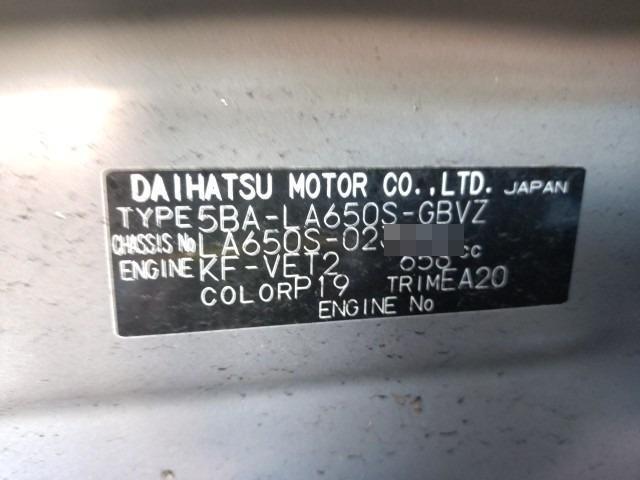 DAIHATSU MOTOR CO.,LTD. JAPAN
TYPE 5BA-LA650S-GBVZ
CHASSIS No LA650S-02
ENGINE KF-VET2 658 cc
COLOR P19 TRIM EA20
ENGINE No